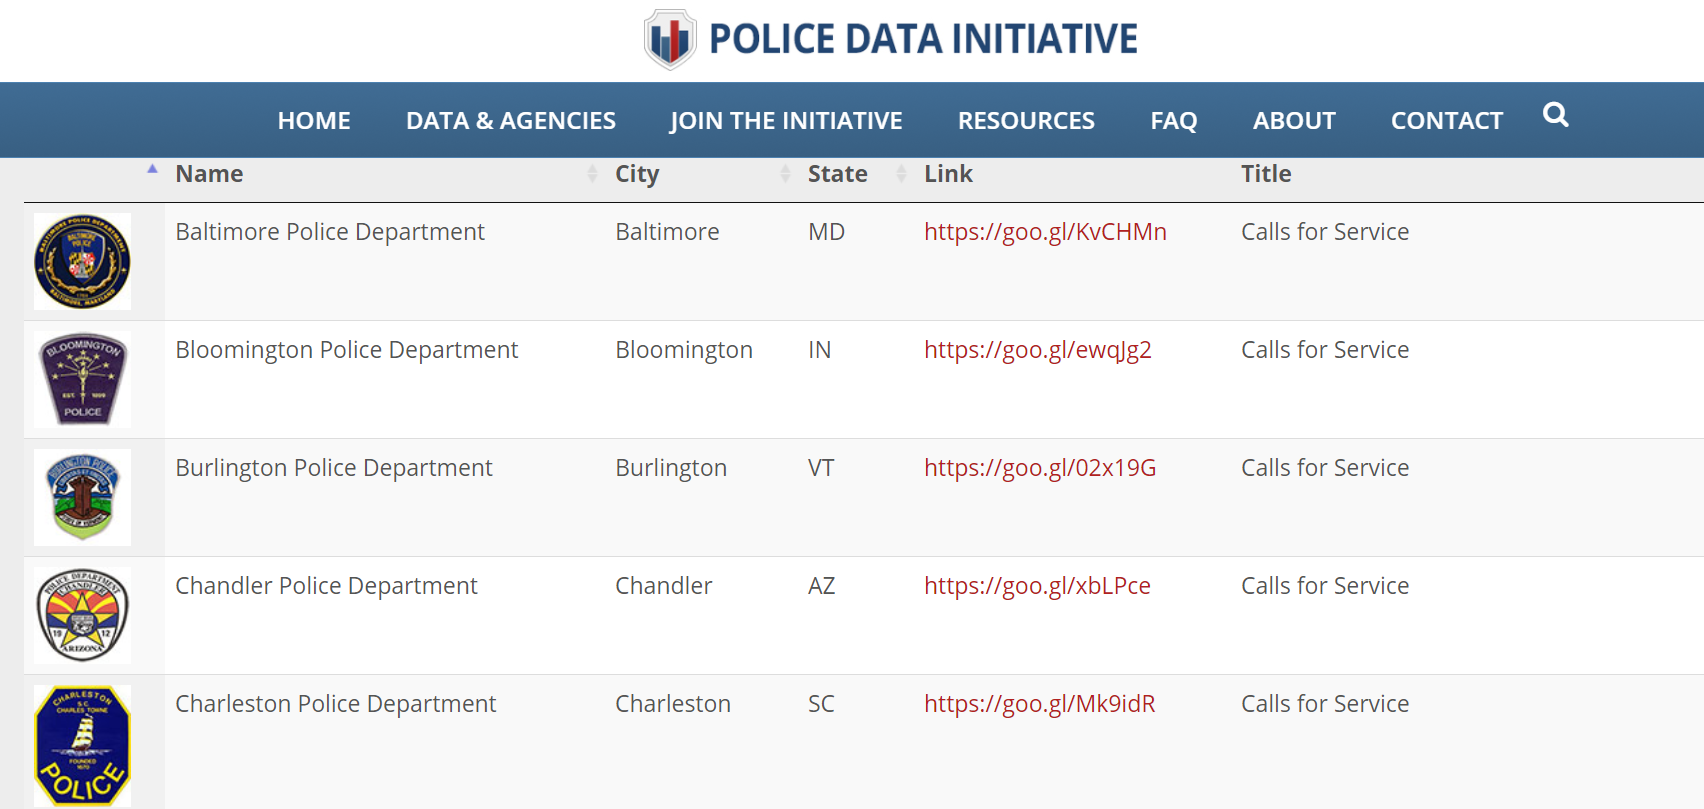 POLICE DATA INITIATIVE
HOME DATA & AGENCIES JOIN THE INITIATIVE RESOURCES FAQ ABOUT CONTACT
Name City State Link Title
BALTIMORE POLICE DEPARTMENT
BALTIMORE
POLICE
BALTIMORE, MARYLAND
Baltimore Police Department Baltimore MD https://goo.gl/KvCHMn Calls for Service
BLOOMINGTON
EST.
POLICE
Bloomington Police Department Bloomington IN https://goo.gl/ewqJg2 Calls for Service
BURLINGTON POLICE
Burlington Police Department Burlington VT https://goo.gl/02x19G Calls for Service
POLICE DEPARTMENT
CHANDLER
19 12
ARIZONA
Chandler Police Department Chandler AZ https://goo.gl/xbLPce Calls for Service
CHARLESTON
S.C.
CHARLES TOWNE
FOUNDED
1670
POLICE
Charleston Police Department Charleston SC https://goo.gl/Mk9idR Calls for Service